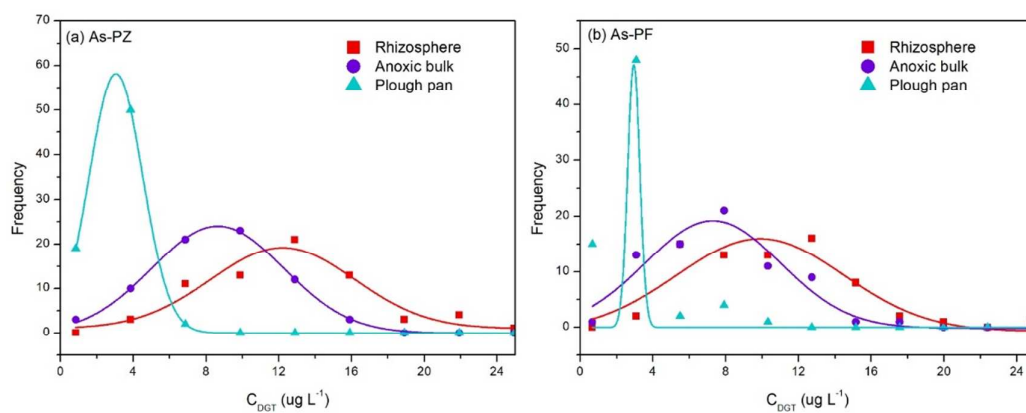 (a) As-PZ
Rhizosphere
Anoxic bulk
Plough pan
Frequency
70
60
50
40
30
20
10
0
0 4 8 12 16 20 24
C_DGT (ug L⁻¹)
(b) As-PF
Rhizosphere
Anoxic bulk
Plough pan
Frequency
50
40
30
20
10
0
0 4 8 12 16 20 24
C_DGT (ug L⁻¹)